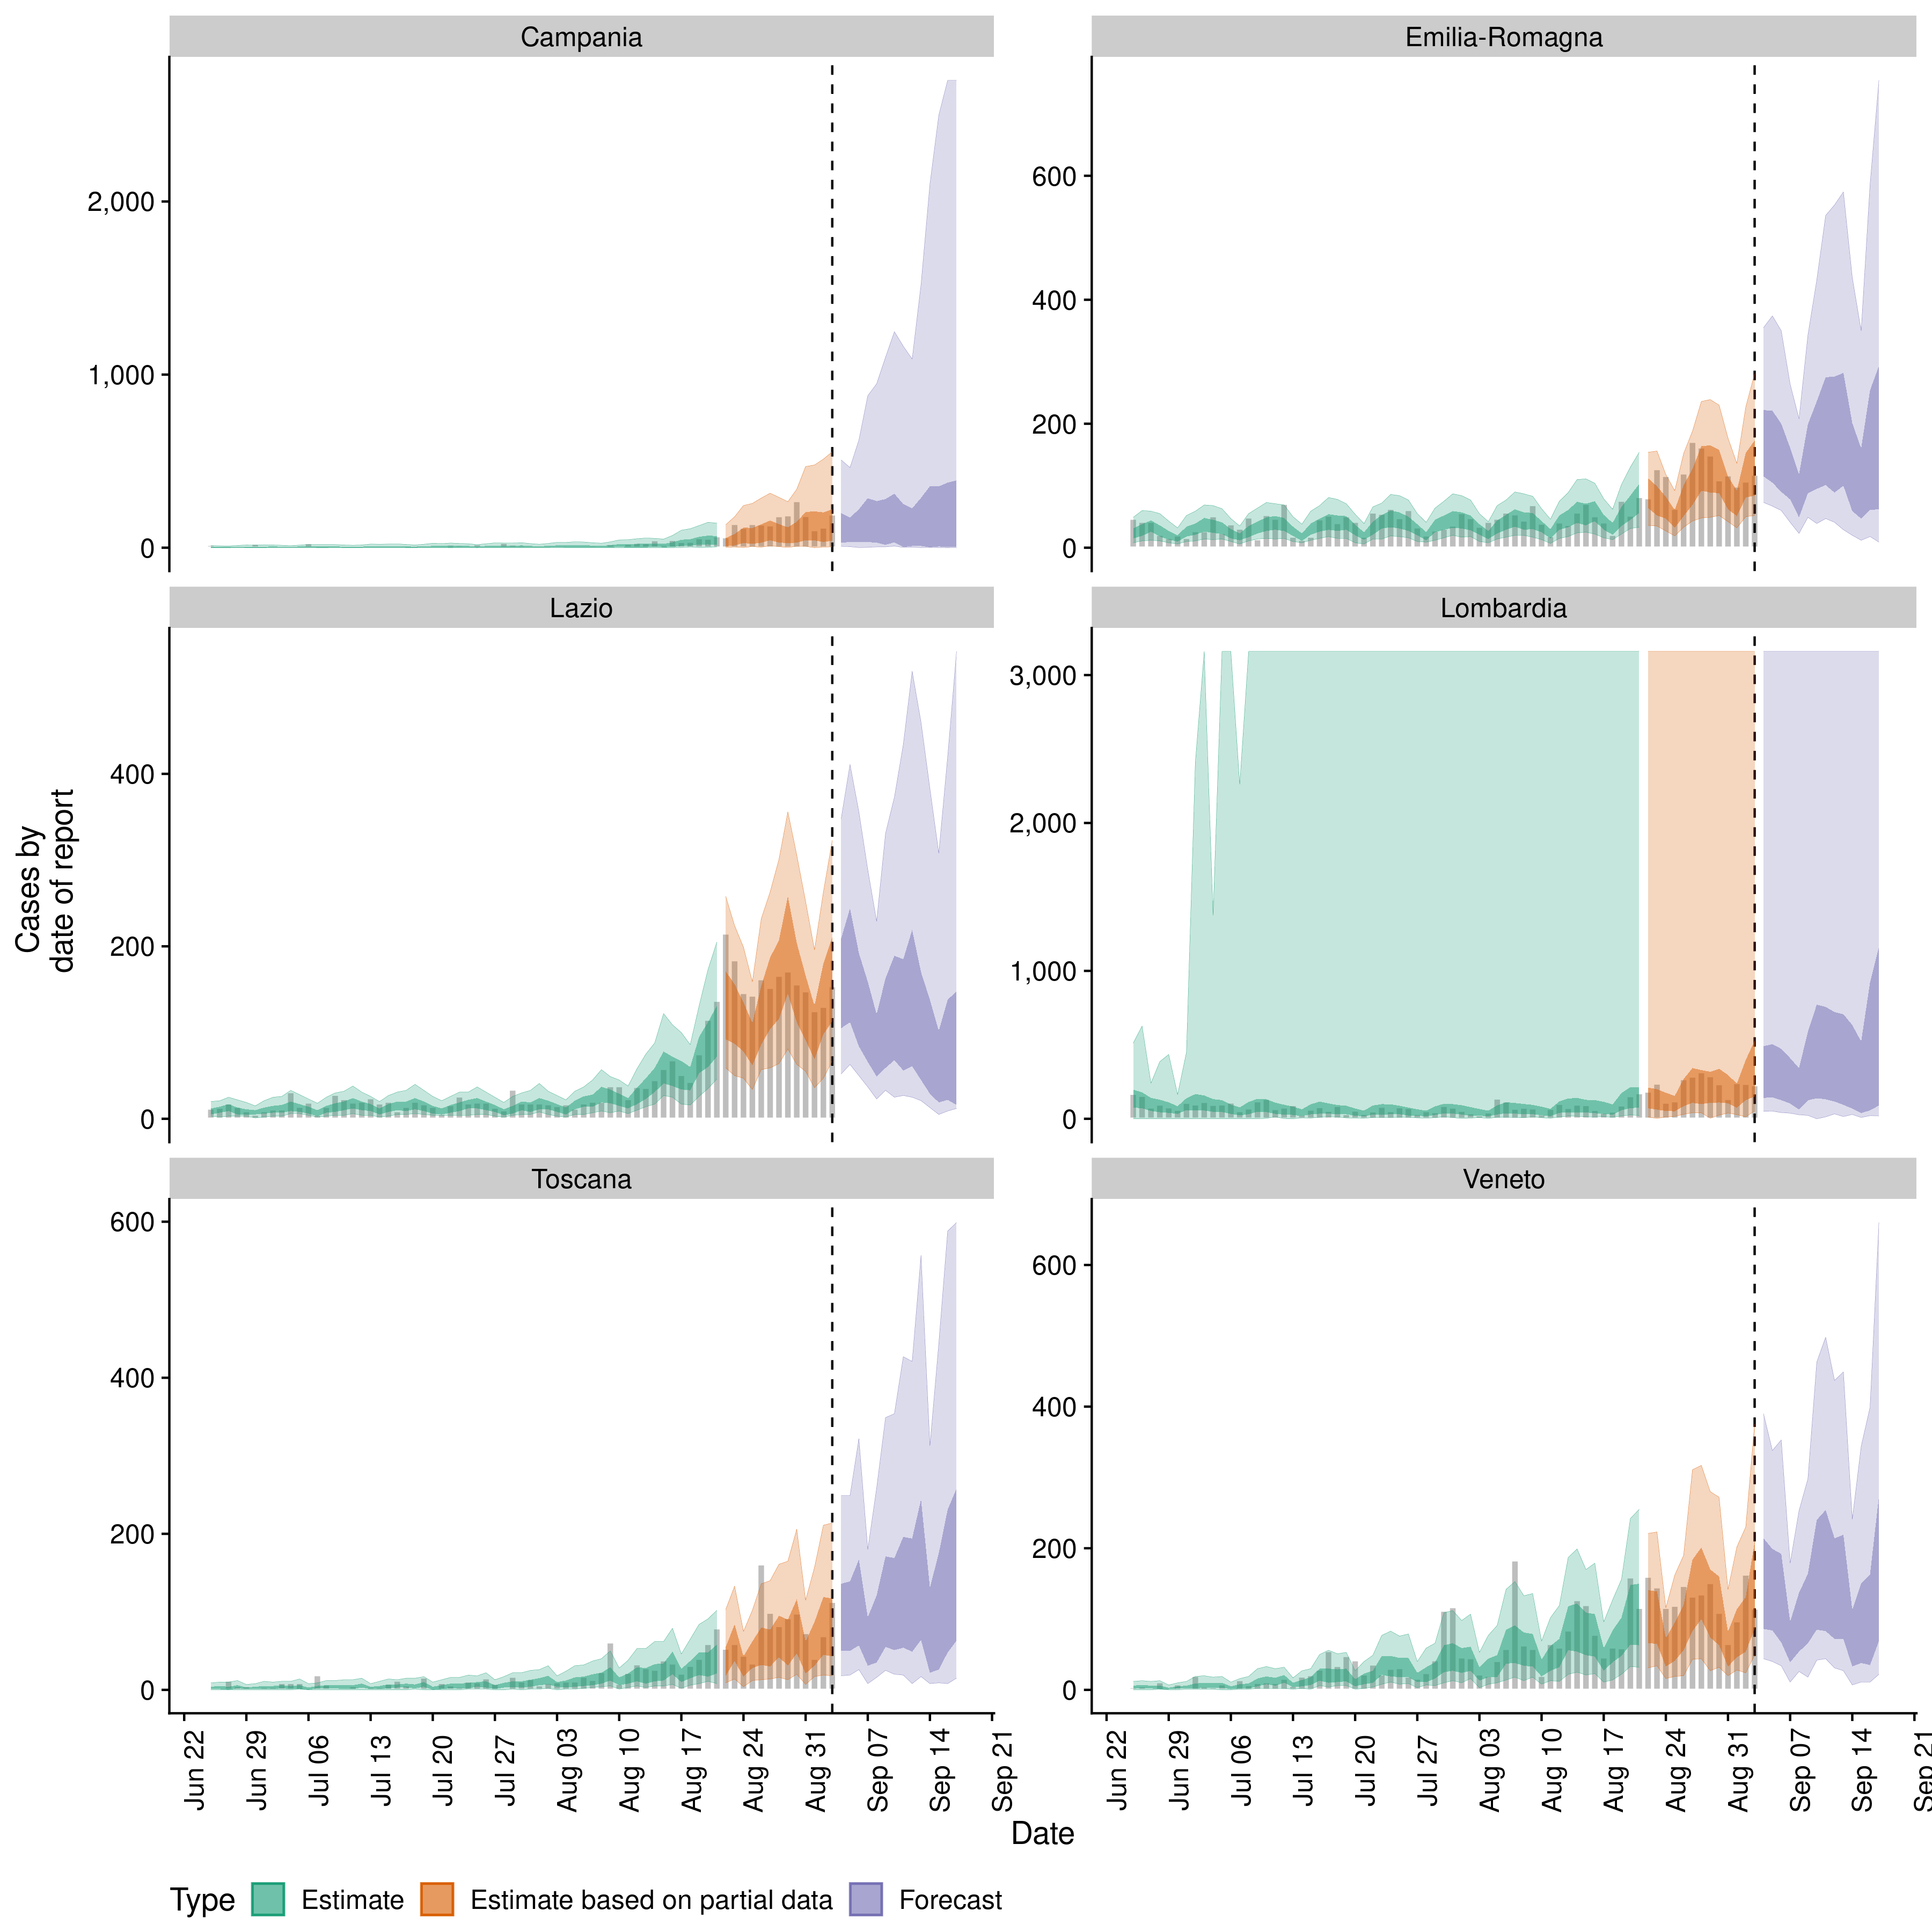 Campania
Emilia-Romagna
2,000
1,000
0
600
400
200
0
Lazio
Lombardia
400
200
0
3,000
2,000
1,000
0
Cases by
date of report
Toscana
Veneto
600
400
200
0
600
400
200
0
Jun 22
Jun 29
Jul 06
Jul 13
Jul 20
Jul 27
Aug 03
Aug 10
Aug 17
Aug 24
Aug 31
Sep 07
Sep 14
Sep 21
Jun 22
Jun 29
Jul 06
Jul 13
Jul 20
Jul 27
Aug 03
Aug 10
Aug 17
Aug 24
Aug 31
Sep 07
Sep 14
Sep 21
Date
Type Estimate Estimate based on partial data Forecast